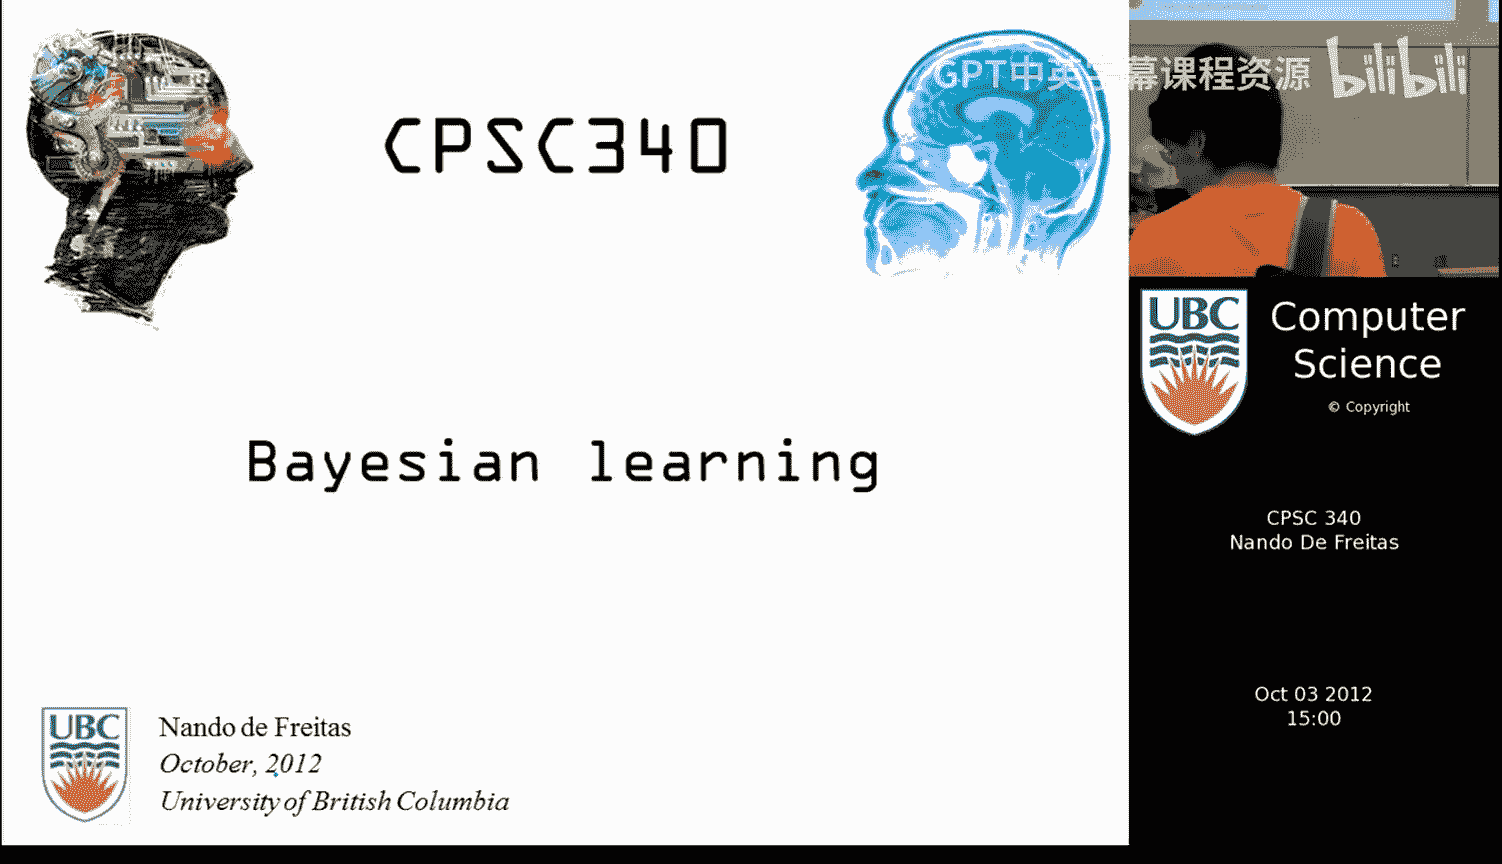 CPSC340
Bayesian learning
UBC
Nando de Freitas
October, 2012
University of British Columbia
GPT中英字幕课程资源 bilibili
UBC
Computer
Science
© Copyright
CPSC 340
Nando De Freitas
Oct 03 2012
15:00